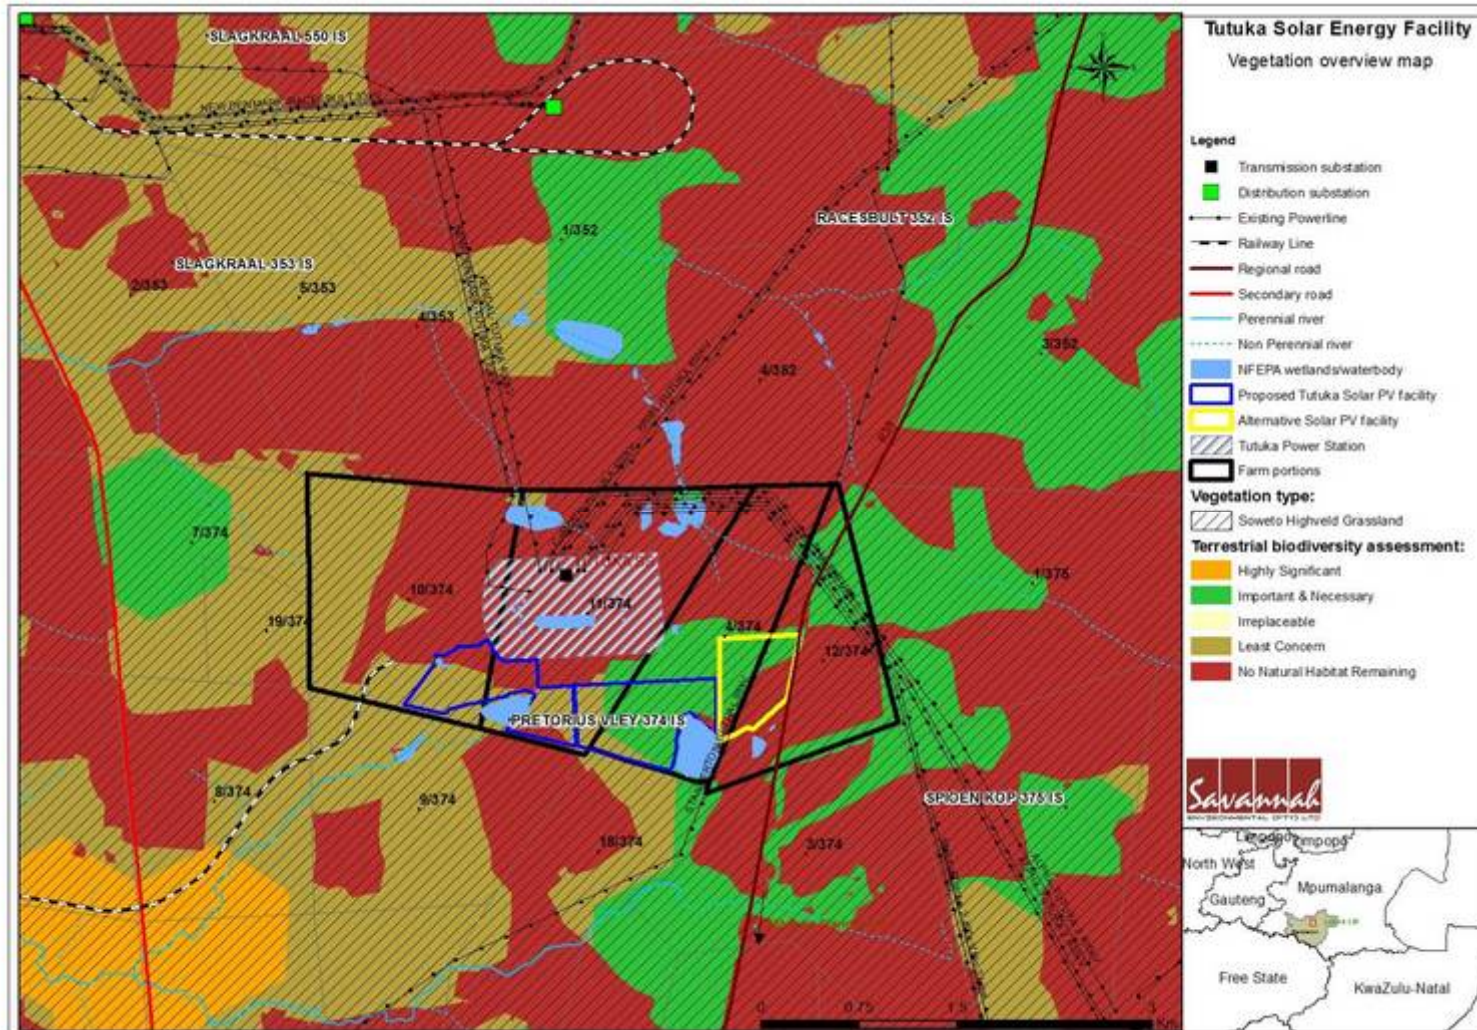 Tutuka Solar Energy Facility
Vegetation overview map
Legend
Transmission substation
Distribution substation
Existing Powerline
Railway Line
Regional road
Secondary road
Perennial river
Non Perennial river
NFEPA wetlands/waterbody
Proposed Tutuka Solar PV facility
Alternative Solar PV facility
Tutuka Power Station
Farm portions
Vegetation type:
Soweto Highveld Grassland
Terrestrial biodiversity assessment:
Highly Significant
Important & Necessary
Irreplaceable
Least Concern
No Natural Habitat Remaining
SLAGKRAAL 550 IS
RACESBULT 352 IS
1/352
SLAGKRAAL 353 IS
2/353
5/353
4/353
3/352
4/352
7/374
10/374
11/374
1/375
19/374
4/374
12/374
PRETORIUS VLEY 374 IS
8/374
9/374
SPIOEN KOP 375 IS
18/374
3/374
0
0.75
1.5
3
Km
Savannah
ENVIRONMENTAL (PTY) LTD
Limpopo
North West
Gauteng
Mpumalanga
Free State
KwaZulu-Natal